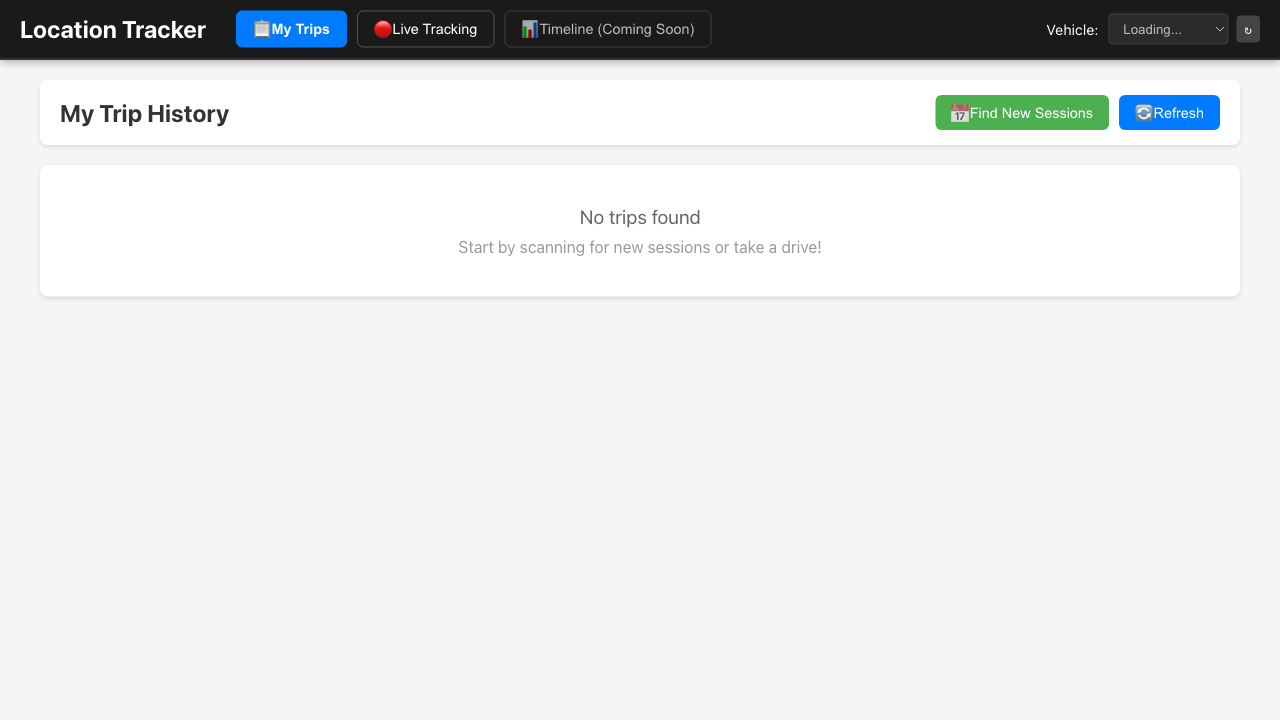 Location Tracker
📋My Trips
🔴Live Tracking
📊Timeline (Coming Soon)
Vehicle:
Loading...
↻
My Trip History
📅Find New Sessions
🔄Refresh
No trips found
Start by scanning for new sessions or take a drive!